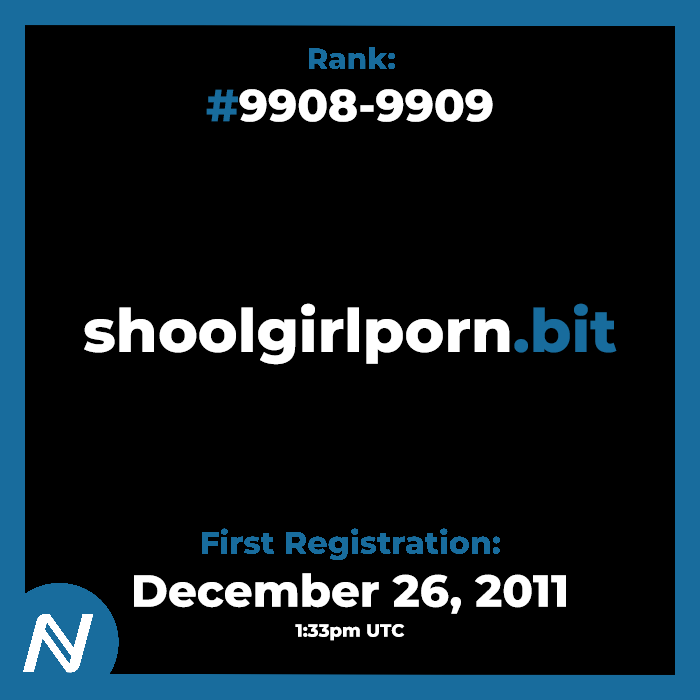 Rank:
#9908-9909
shoolgirlporn.bit
First Registration:
December 26, 2011
1:33pm UTC
N